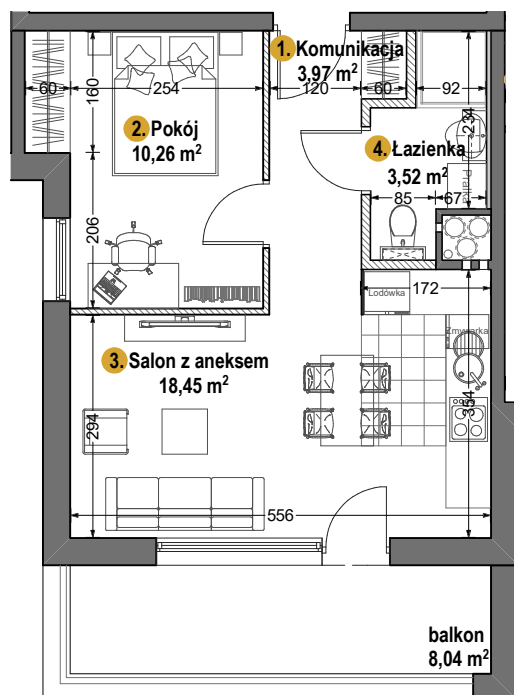 1. Komunikacja
3,97 m²
60
254
120
60
92
160
2. Pokój
10,26 m²
234
4. Łazienka
3,52 m²
Pralka
85
67
206
172
Lodówka
Zmywarka
3. Salon z aneksem
18,45 m²
294
354
556
balkon
8,04 m²